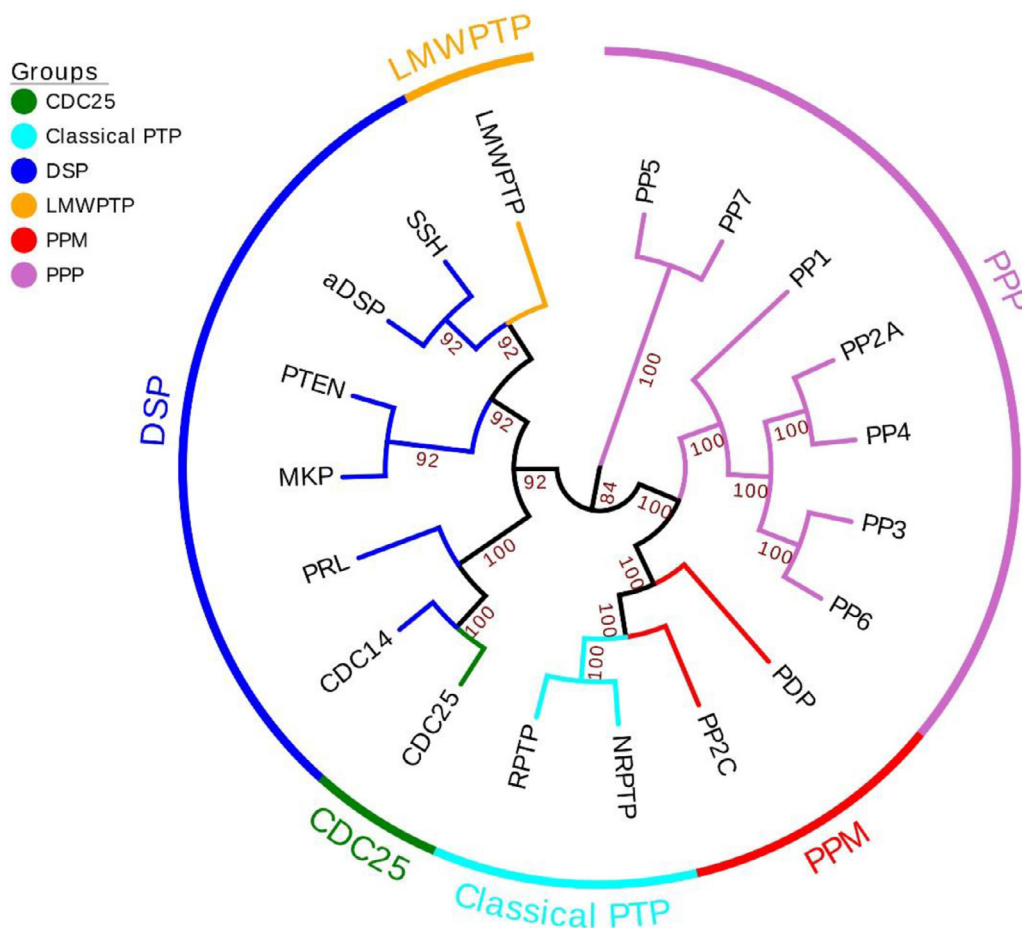 Groups
CDC25
Classical PTP
DSP
LMWPTP
PPM
PPP
LMWPTP
PPP
PPM
Classical PTP
CDC25
DSP
LMWPTP
SSH
aDSP
PTEN
MKP
PRL
CDC14
CDC25
RPTP
NRPTP
PP2C
PDP
PP6
PP3
PP4
PP2A
PP1
PP7
PP5
92
92
92
92
92
100
100
84
100
100
100
100
100
100
100
100
100